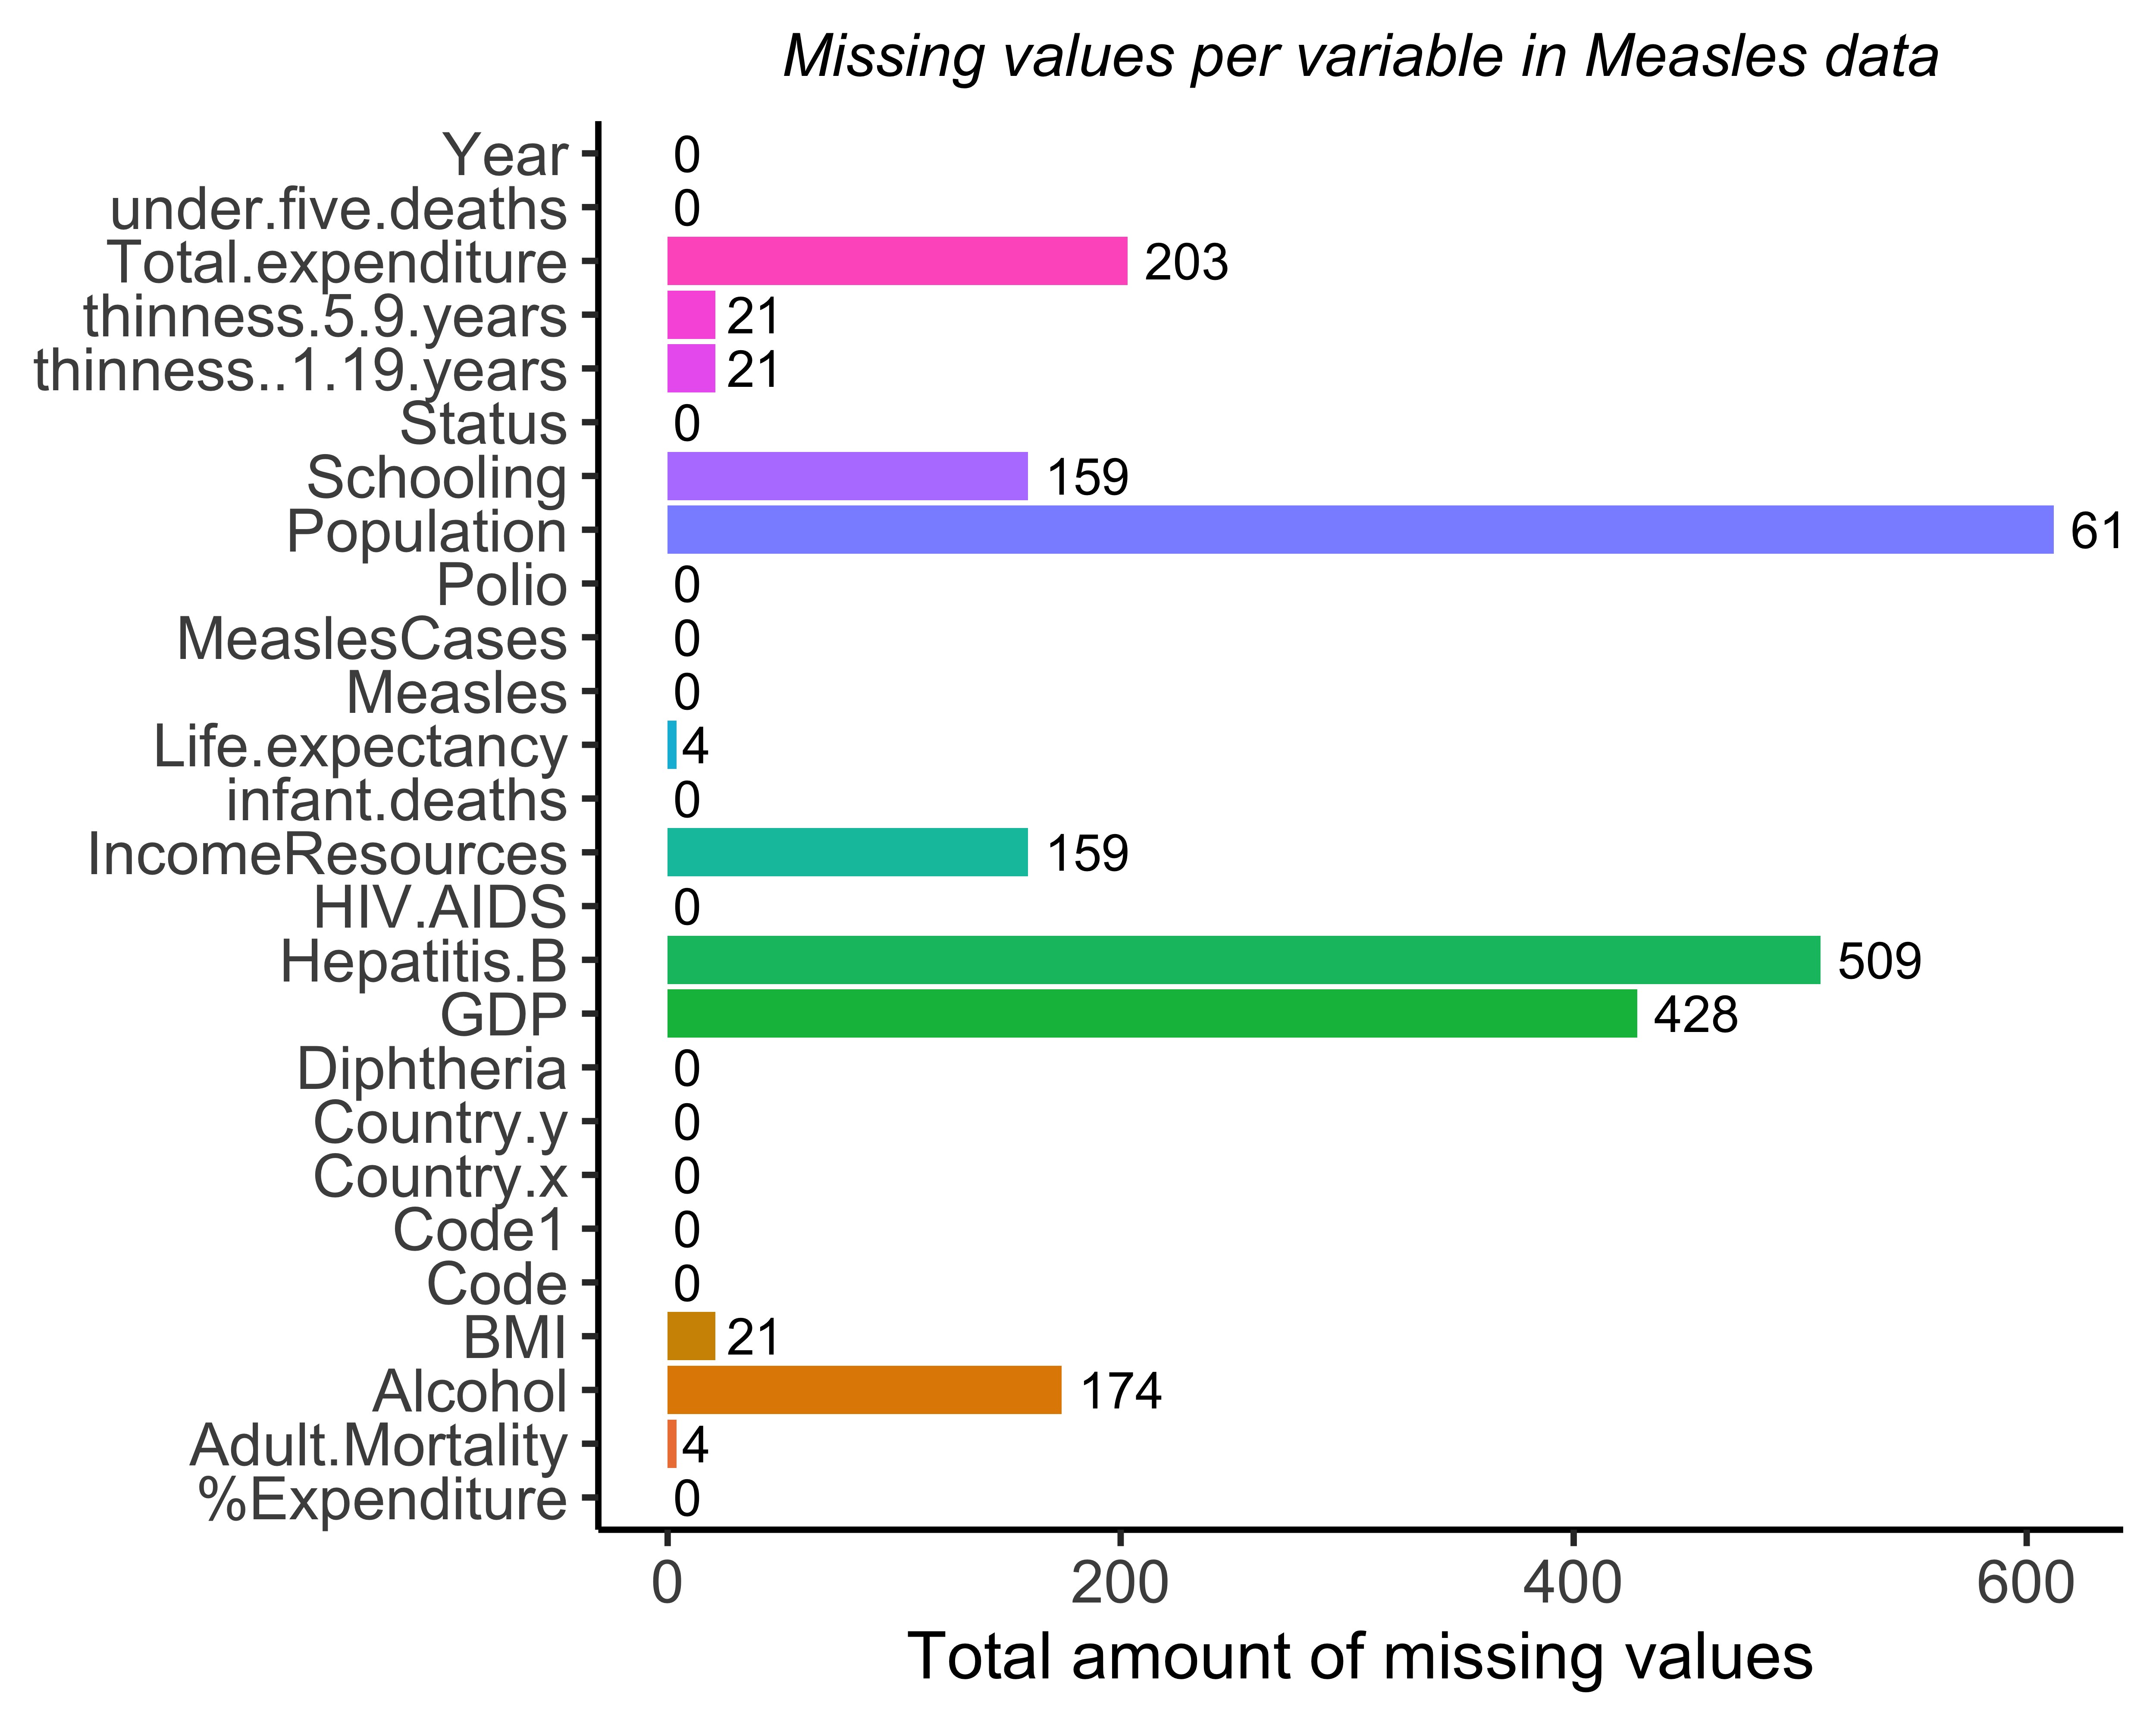 Missing values per variable in Measles data
Year 0
under.five.deaths 0
Total.expenditure 203
thinness.5.9.years 21
thinness..1.19.years 21
Status 0
Schooling 159
Population 61
Polio 0
MeaslesCases 0
Measles 0
Life.expectancy 4
infant.deaths 0
IncomeResources 159
HIV.AIDS 0
Hepatitis.B 509
GDP 428
Diphtheria 0
Country.y 0
Country.x 0
Code1 0
Code 0
BMI 21
Alcohol 174
Adult.Mortality 4
%Expenditure 0
0 200 400 600
Total amount of missing values